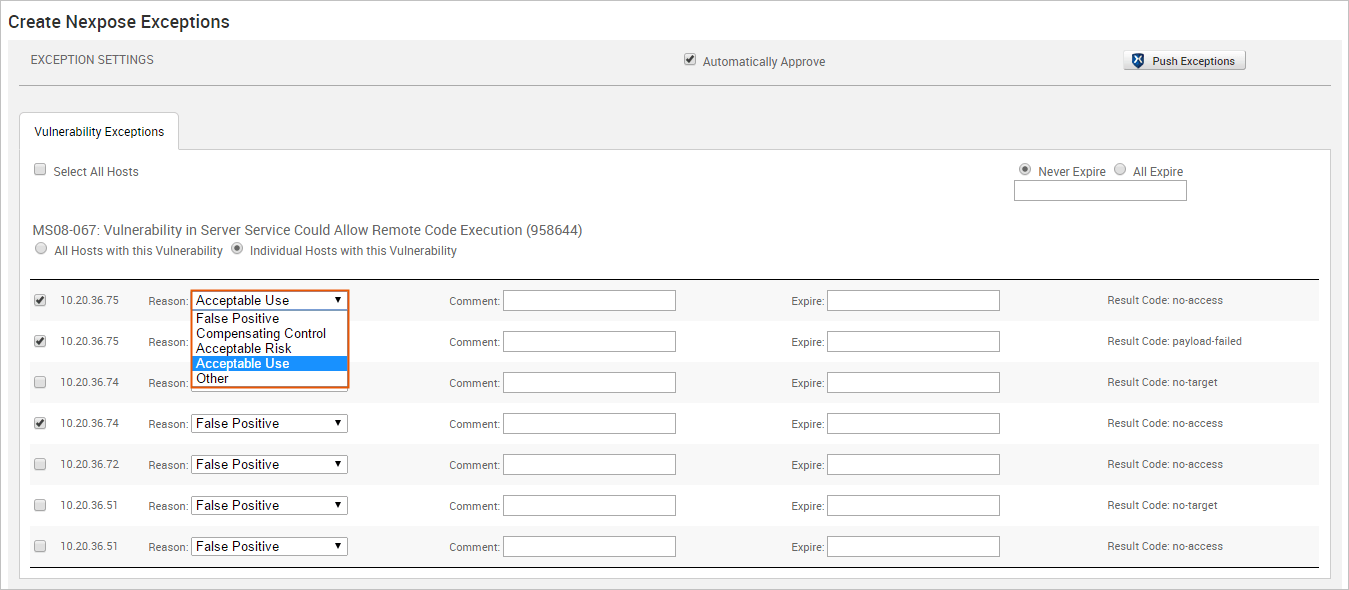 Create Nexpose Exceptions
EXCEPTION SETTINGS Automatically Approve Push Exceptions
Vulnerability Exceptions
Select All Hosts Never Expire All Expire
MS08-067: Vulnerability in Server Service Could Allow Remote Code Execution (958644)
All Hosts with this Vulnerability Individual Hosts with this Vulnerability
10.20.36.75 Reason: Acceptable Use Comment: Expire: Result Code: no-access
False Positive
Compensating Control
10.20.36.75 Reason: Comment: Expire: Result Code: payload-failed
Acceptable Risk
Acceptable Use
Other
10.20.36.74 Reason: Comment: Expire: Result Code: no-target
10.20.36.74 Reason: False Positive Comment: Expire: Result Code: no-access
10.20.36.72 Reason: False Positive Comment: Expire: Result Code: no-access
10.20.36.51 Reason: False Positive Comment: Expire: Result Code: no-target
10.20.36.51 Reason: False Positive Comment: Expire: Result Code: no-access